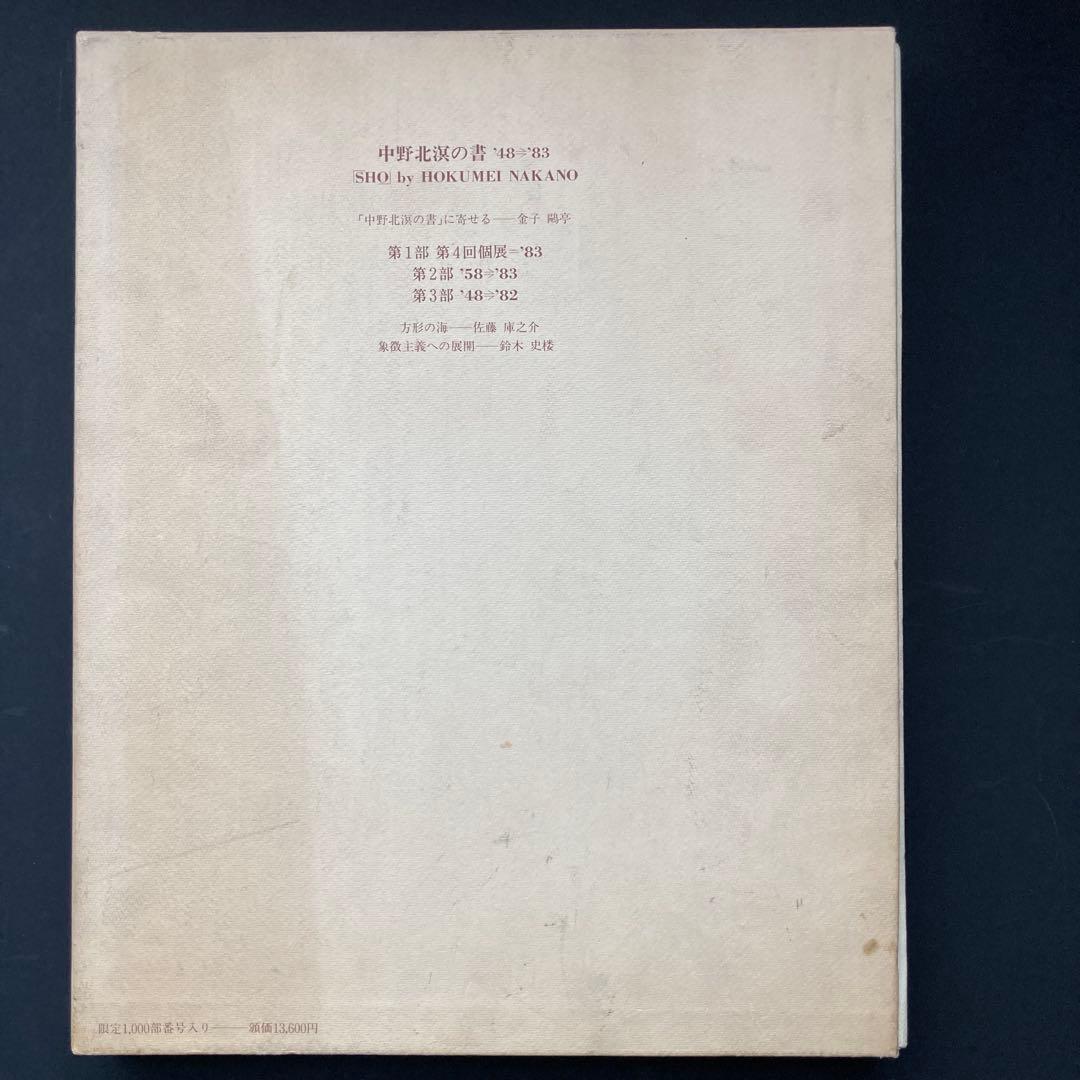 中野北溟の書 '48⇒'83
[SHO] by HOKUMEI NAKANO
「中野北溟の書」に寄せる──金子 鷗亭
第1部 第4回個展='83
第2部 '58⇒'83
第3部 '48⇒'82
方形の海──佐藤 庫之介
象徴主義への展開──鈴木 史楼
限定1,000部番号入り──頒価13,600円